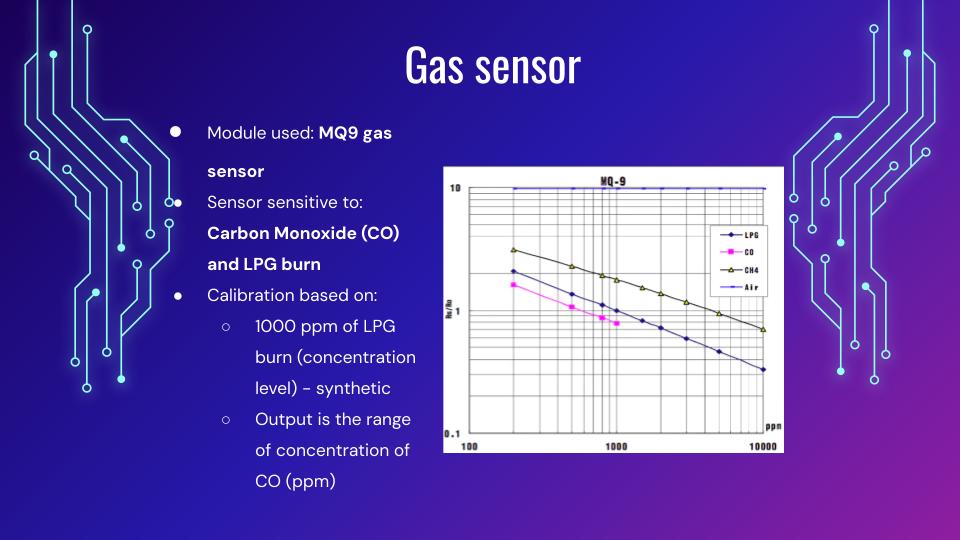 Gas sensor
● Module used: MQ9 gas
sensor
● Sensor sensitive to:
Carbon Monoxide (CO)
and LPG burn
● Calibration based on:
○ 1000 ppm of LPG
burn (concentration
level) - synthetic
○ Output is the range
of concentration of
CO (ppm)
MQ-9
10
LPG
CO
CH4
Air
1
0.1
ppm
100 1000 10000